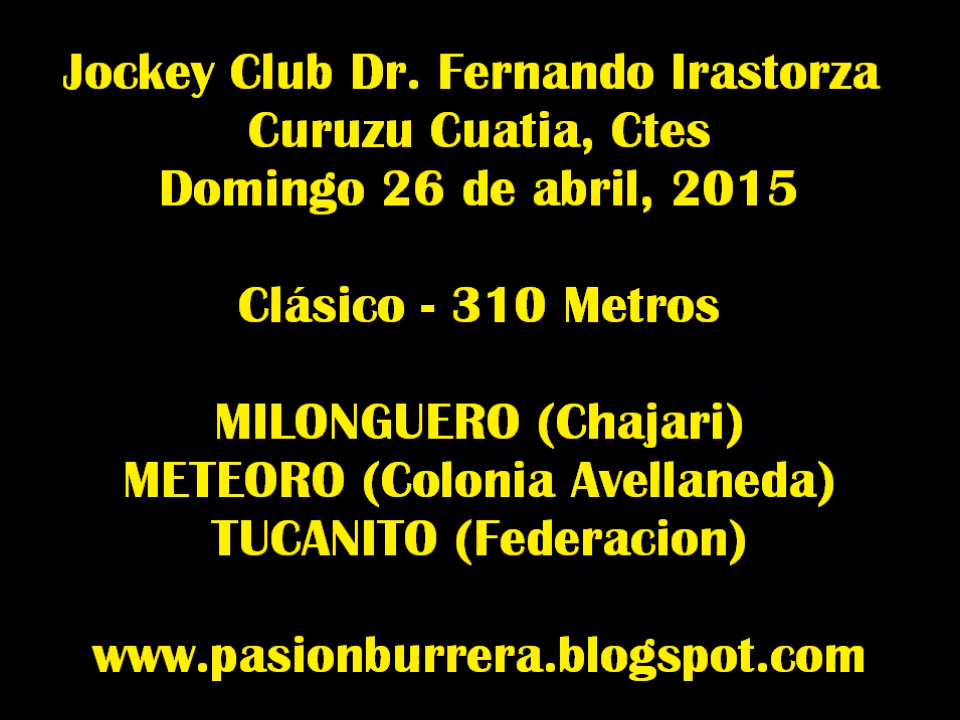 Jockey Club Dr. Fernando Irastorza
Curuzu Cuatia, Ctes
Domingo 26 de abril, 2015
Clásico - 310 Metros
MILONGUERO (Chajari)
METEORO (Colonia Avellaneda)
TUCANITO (Federacion)
www.pasionburrera.blogspot.com